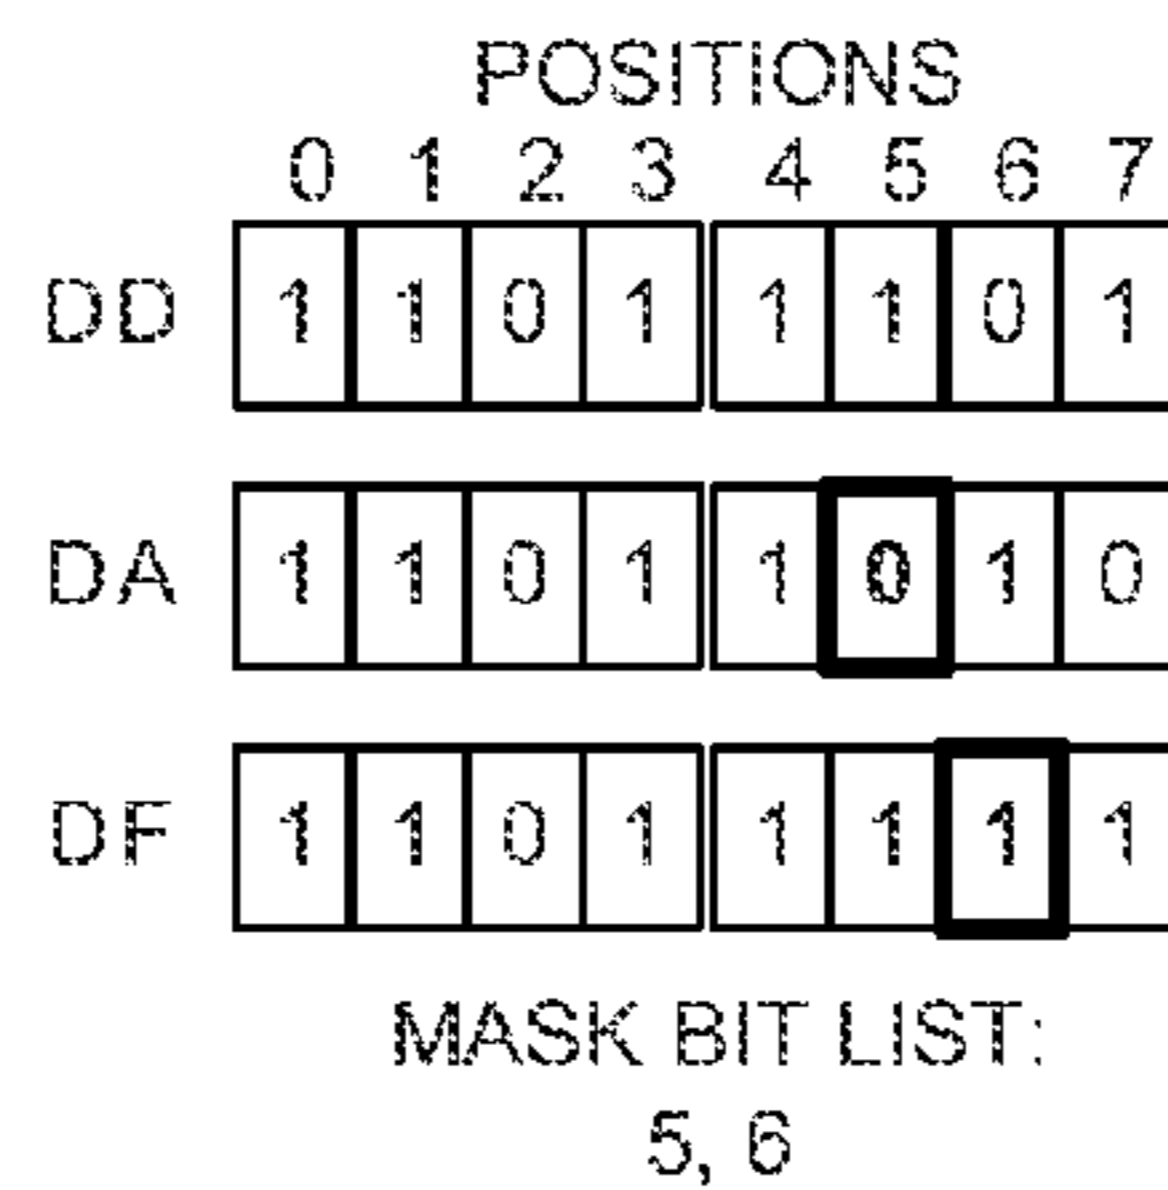 POSITIONS
0 1 2 3 4 5 6 7
DD 1 1 0 1 1 1 0 1
DA 1 1 0 1 1 0 1 0
DF 1 1 0 1 1 1 1 1
MASK BIT LIST:
5, 6